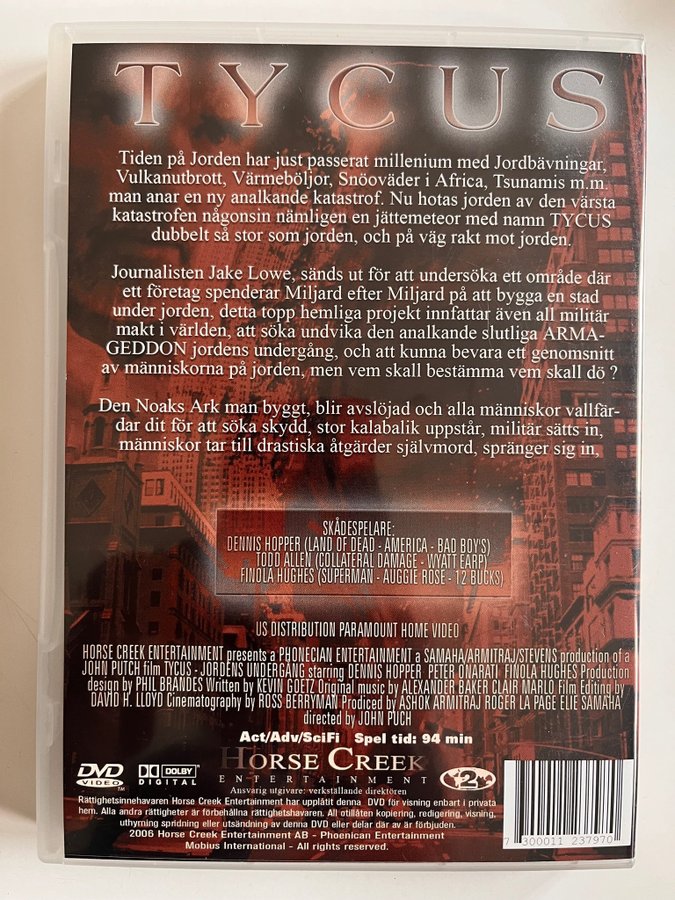 TYCUS
Tiden på Jorden har just passerat millenium med Jordbävningar,
Vulkanutbrott, Värmeböljor, Snöoväder i Africa, Tsunamis m.m.
man anar en ny analkande katastrof. Nu hotas jorden av den värsta
katastrofen någonsin nämligen en jättemeteor med namn TYCUS
dubbelt så stor som jorden, och på väg rakt mot jorden.
Journalisten Jake Lowe, sänds ut för att undersöka ett område där
ett företag spenderar Miljard efter Miljard på att bygga en stad
under jorden, detta topp hemliga projekt innfattar även all militär
makt i världen, att söka undvika den analkande slutliga ARMA-
GEDDON jordens undergång, och att kunna bevara ett genomsnitt
av människorna på jorden, men vem skall bestämma vem skall dö ?
Den Noaks Ark man byggt, blir avslöjad och alla människor vallfär-
dar dit för att söka skydd, stor kalabalik uppstår, militär sätts in,
människor tar till drastiska åtgärder självmord, spränger sig in,
SKÅDESPELARE:
DENNIS HOPPER (LAND OF DEAD - AMERICA - BAD BOY'S)
TODD ALLEN (COLLATERAL DAMAGE - WYATT EARP)
FINOLA HUGHES (SUPERMAN - AUGGIE ROSE - 12 BUCKS)
US DISTRIBUTION PARAMOUNT HOME VIDEO
HORSE CREEK ENTERTAINMENT presents a PHONECIAN ENTERTAINMENT a SAMAHA/ARMITRAJ/STEVENS production of a
JOHN PUTCH film TYCUS - JORDENS UNDERGÅNG starring DENNIS HOPPER PETER ONARATI FINOLA HUGHES Production
design by PHIL BRANDES Written by KEVIN GOETZ Original music by ALEXANDER BAKER CLAIR MARLO Film Editing by
DAVID H. LLOYD Cinematography by ROSS BERRYMAN Prodiced by ASHOK ARMITRAJ ROGER LA PAGE ELIE SAMAHA
directed by JOHN PUCH
Act/Adv/SciFi Spel tid: 94 min
HORSE CREEK
ENTERTAINMENT
DVD VIDEO DOLBY DIGITAL 2
Ansvarig utgivare: verkställande direktören
Rättighetsinnehavaren Horse Creek Entertainment har upplåtit denna DVD för visning enbart i privata
hem. Alla andra rättigheter är förbehållna rättighetshavaren. All otillåten kopiering, redigering, visning,
uthyrning spridning eller utsändning av denna DVD eller delar där av är förbjuden.
2006 Horse Creek Entertainment AB - Phoenican Entertainment
Mobius International - All rights reserved.
7 300011 237970